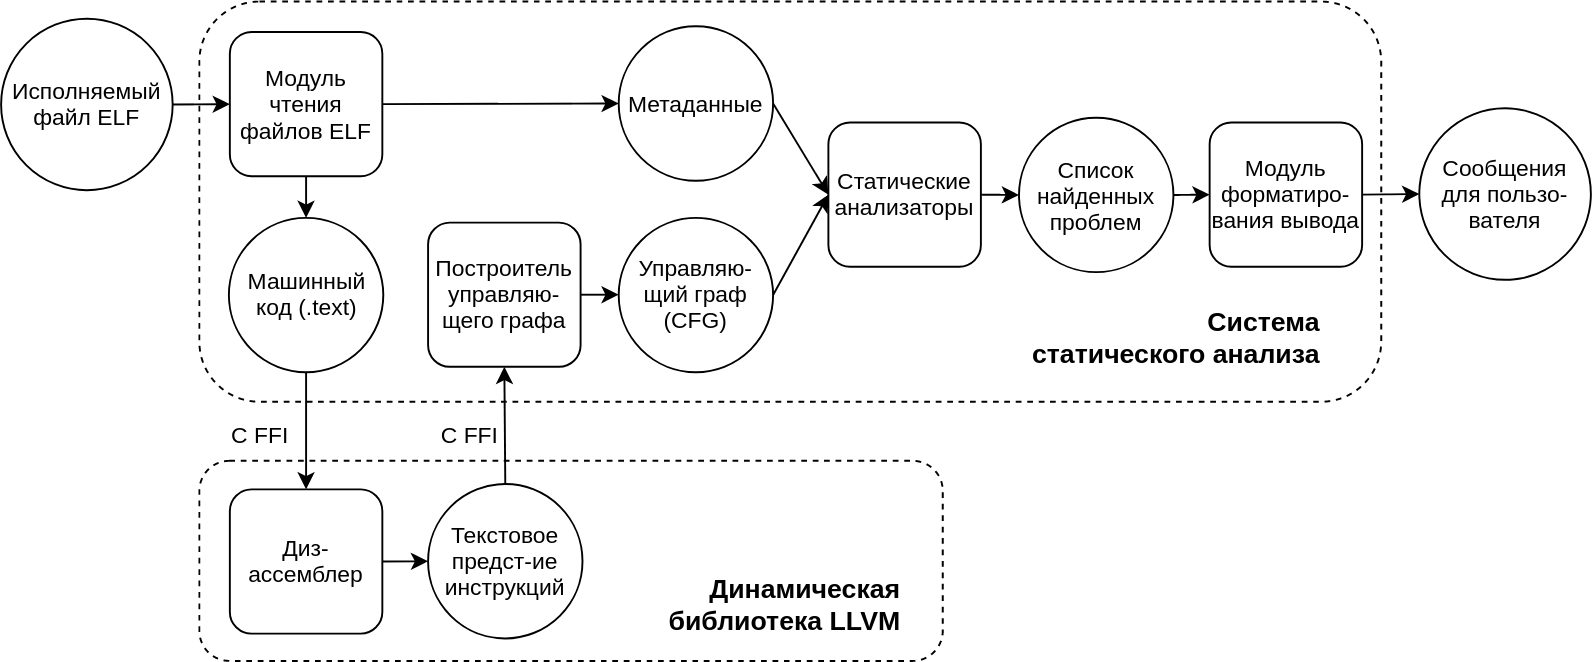 Исполняемый
файл ELF
Модуль
чтения
файлов ELF
Метаданные
Статические
анализаторы
Список
найденных
проблем
Модуль
форматиро-
вания вывода
Сообщения
для пользо-
вателя
Машинный
код (.text)
Построитель
управляю-
щего графа
Управляю-
щий граф
(CFG)
Система
статического анализа
C FFI
C FFI
Диз-
ассемблер
Текстовое
предст-ие
инструкций
Динамическая
библиотека LLVM